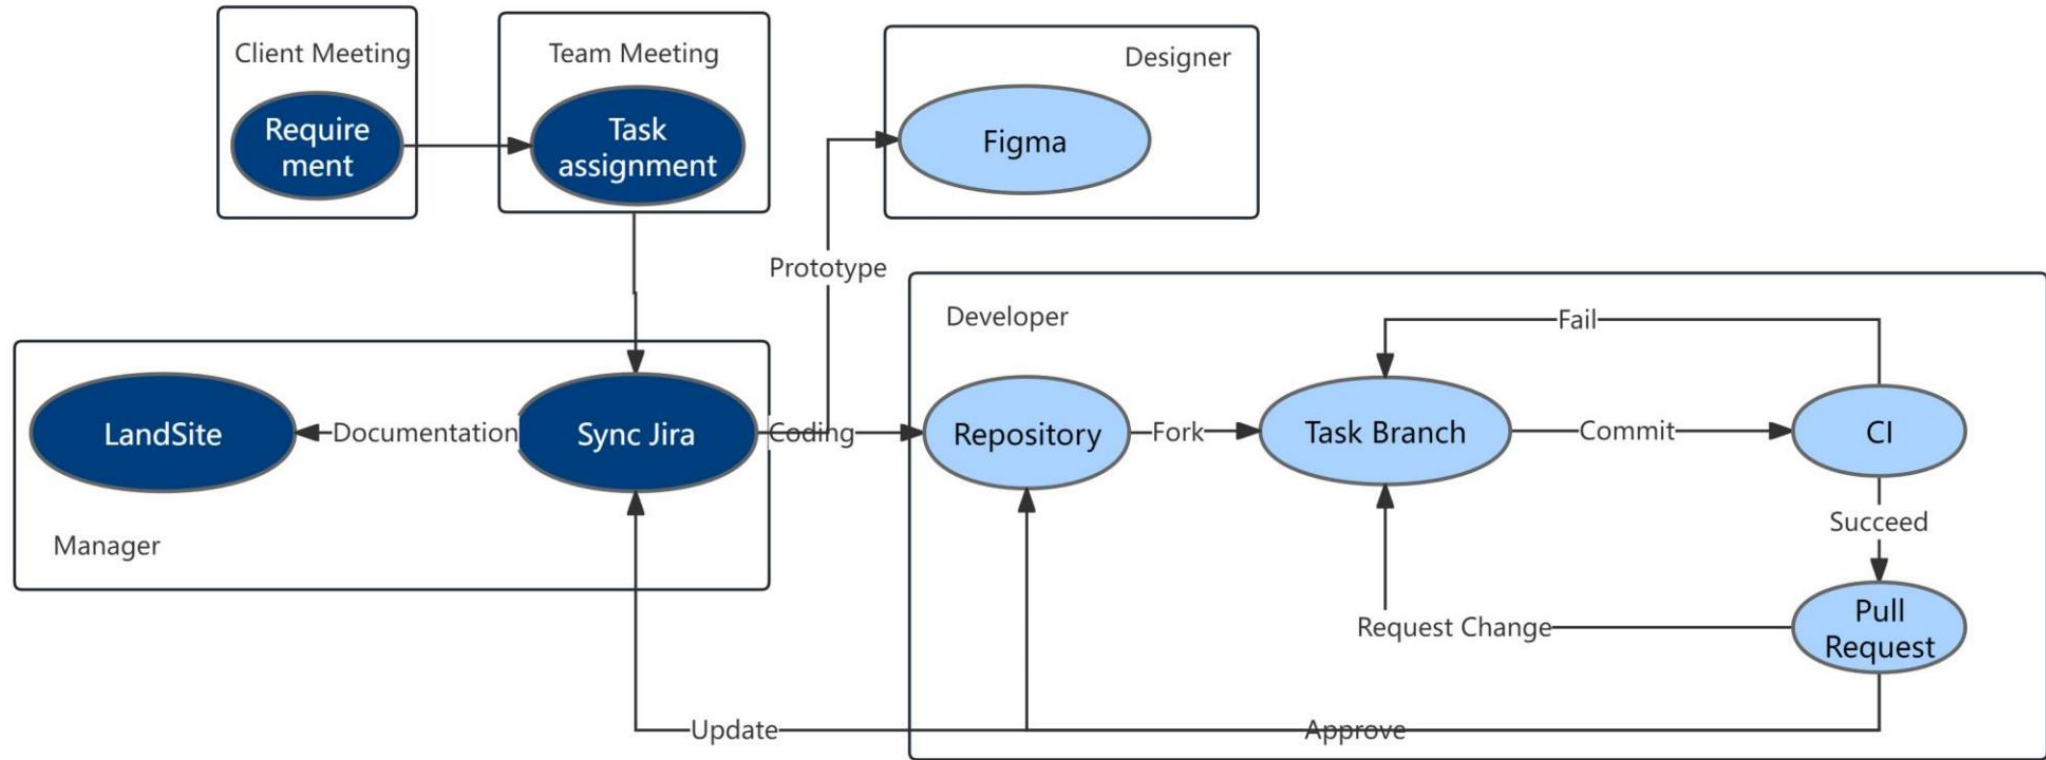 Client Meeting
Require
ment
Team Meeting
Task
assignment
Designer
Figma
Prototype
Developer
Fail
LandSite
Documentation
Sync Jira
Coding
Repository
Fork
Task Branch
Commit
CI
Succeed
Manager
Request Change
Pull
Request
Update
Approve